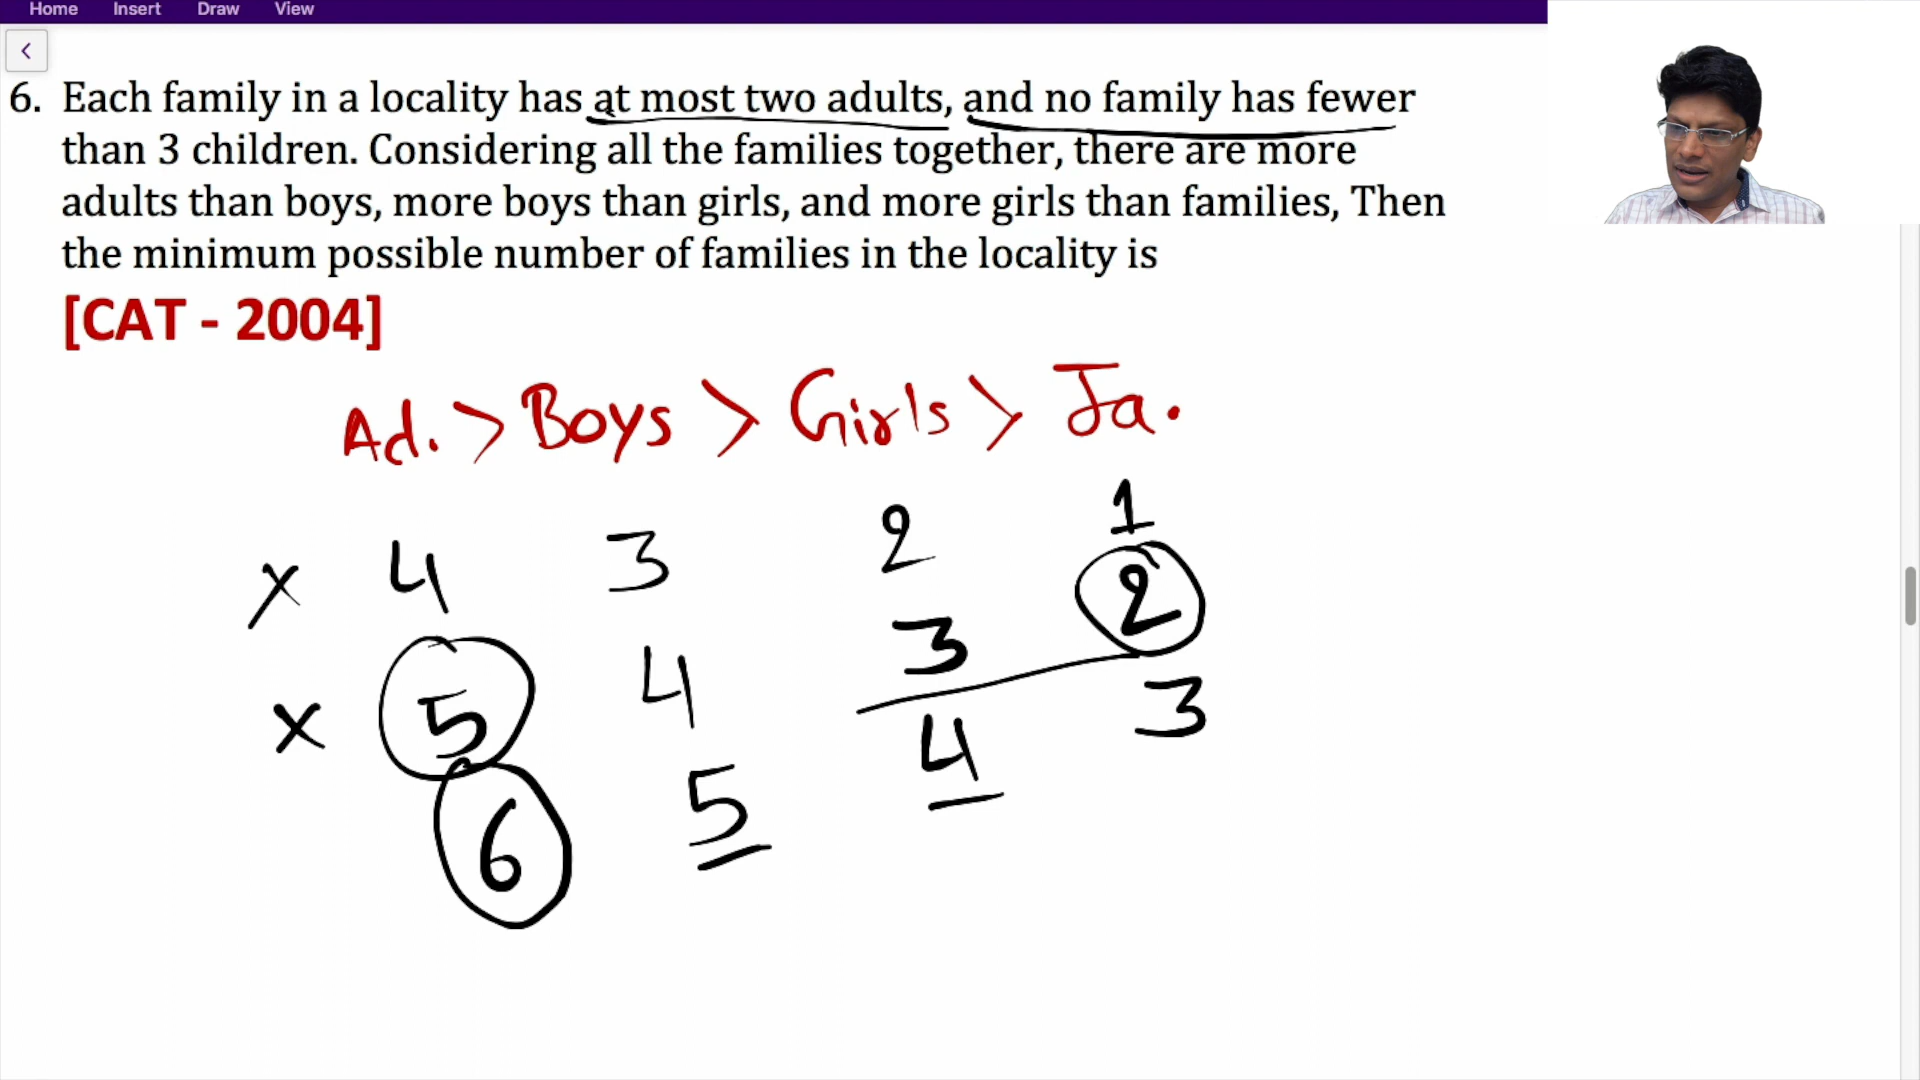 Home Insert Draw View
6. Each family in a locality has at most two adults, and no family has fewer
than 3 children. Considering all the families together, there are more
adults than boys, more boys than girls, and more girls than families, Then
the minimum possible number of families in the locality is
[CAT - 2004]
Ad. > Boys > Girls > Fa.
x 4 3 2 1
x 5 4 3 2
6 5 4 3